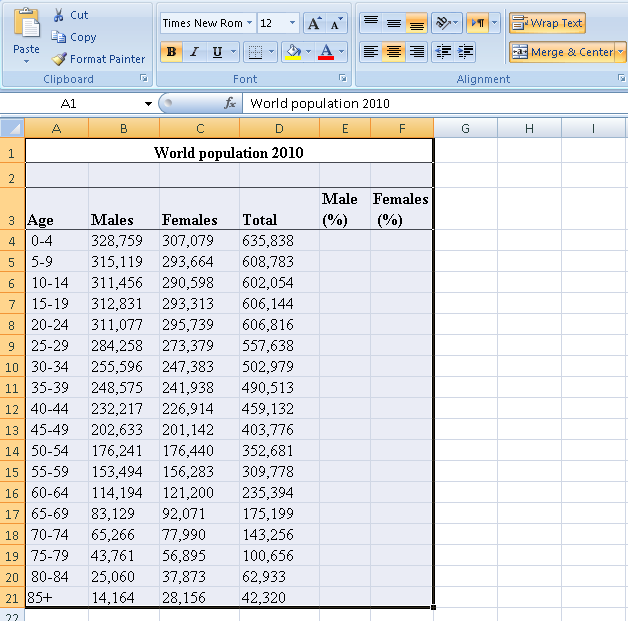 Cut
Copy
Format Painter
Paste
Clipboard
Times New Rom 12 A A
B I U A
Font
Wrap Text
Merge & Center
Alignment
A1 fx World population 2010
A B C D E F G H I
1 World population 2010
2
3 Age Males Females Total Male (%) Females (%)
4 0-4 328,759 307,079 635,838
5 5-9 315,119 293,664 608,783
6 10-14 311,456 290,598 602,054
7 15-19 312,831 293,313 606,144
8 20-24 311,077 295,739 606,816
9 25-29 284,258 273,379 557,638
10 30-34 255,596 247,383 502,979
11 35-39 248,575 241,938 490,513
12 40-44 232,217 226,914 459,132
13 45-49 202,633 201,142 403,776
14 50-54 176,241 176,440 352,681
15 55-59 153,494 156,283 309,778
16 60-64 114,194 121,200 235,394
17 65-69 83,129 92,071 175,199
18 70-74 65,266 77,990 143,256
19 75-79 43,761 56,895 100,656
20 80-84 25,060 37,873 62,933
21 85+ 14,164 28,156 42,320
22